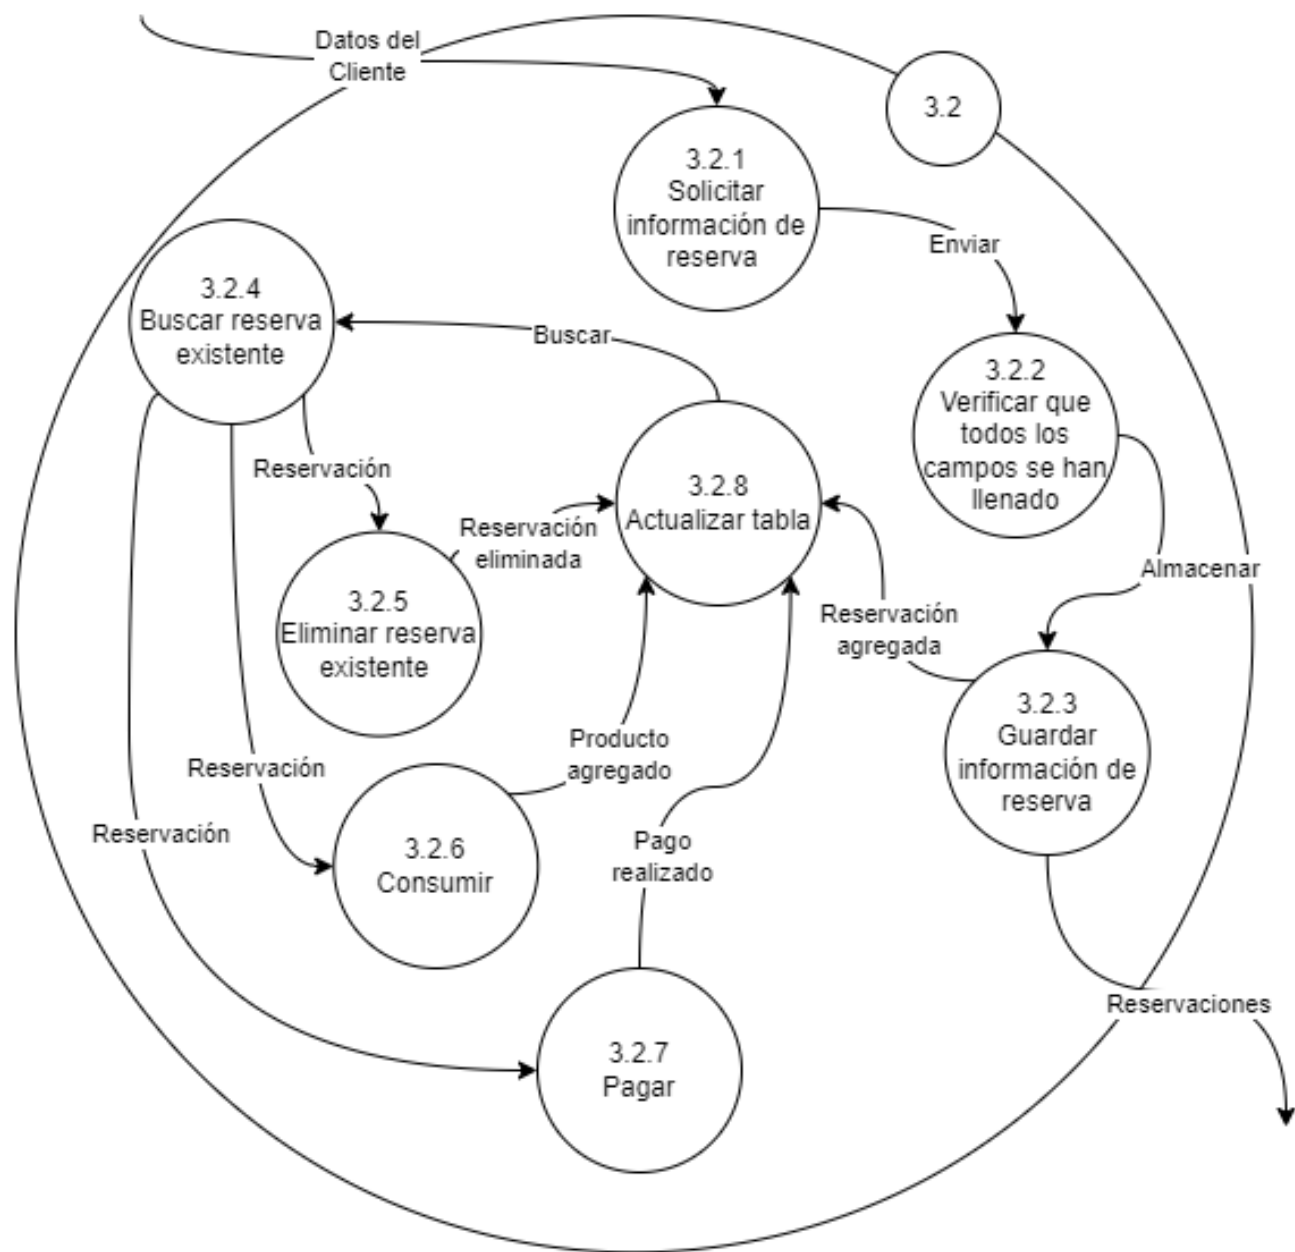 Datos del
Cliente
3.2
3.2.1
Solicitar
información de
reserva
Enviar
3.2.4
Buscar reserva
existente
Buscar
3.2.2
Verificar que
todos los
campos se han
llenado
Reservación
3.2.8
Actualizar tabla
Reservación
eliminada
Almacenar
3.2.5
Eliminar reserva
existente
Reservación
agregada
3.2.3
Guardar
información de
reserva
Producto
agregado
Reservación
Reservación
3.2.6
Consumir
Pago
realizado
Reservaciones
3.2.7
Pagar